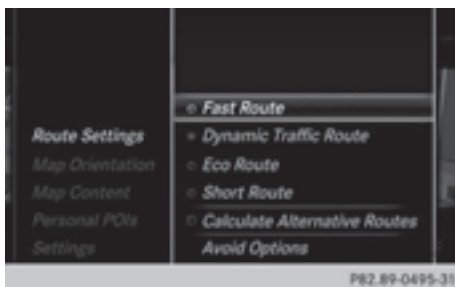 Fast Route
Route Settings
Dynamic Traffic Route
Map Orientation
Eco Route
Map Content
Short Route
Personal POIs
Calculate Alternative Routes
Settings
Avoid Options
P82.89-0495-31